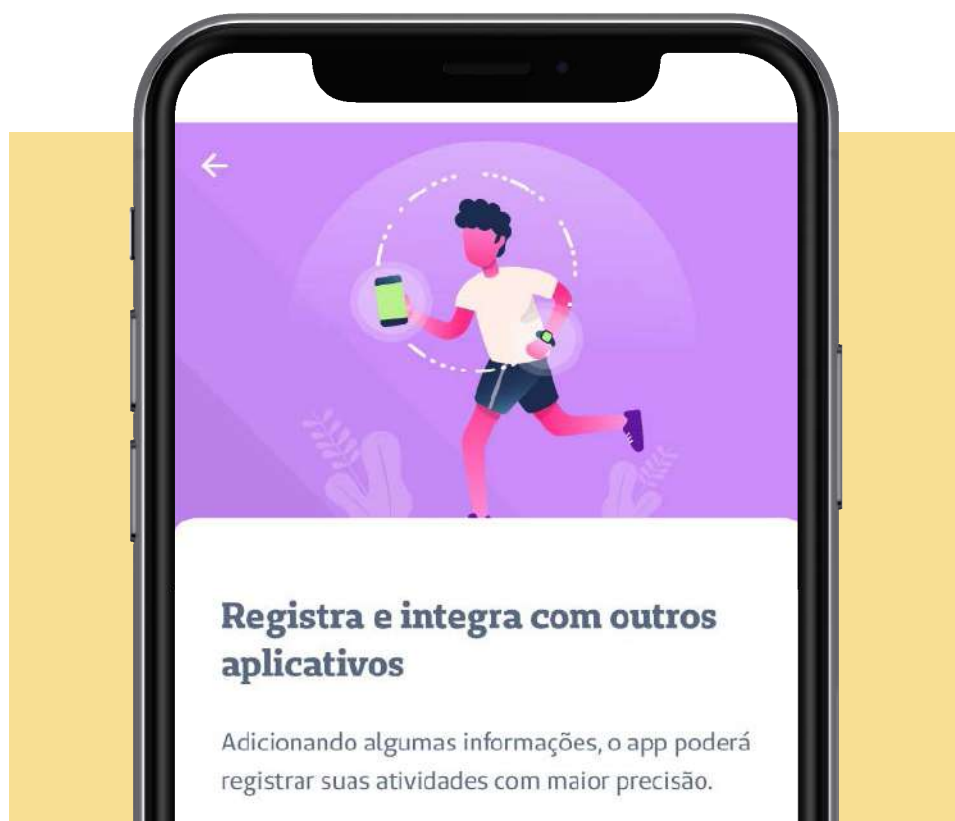 Registra e integra com outros
aplicativos
Adicionando algumas informações, o app poderá
registrar suas atividades com maior precisão.